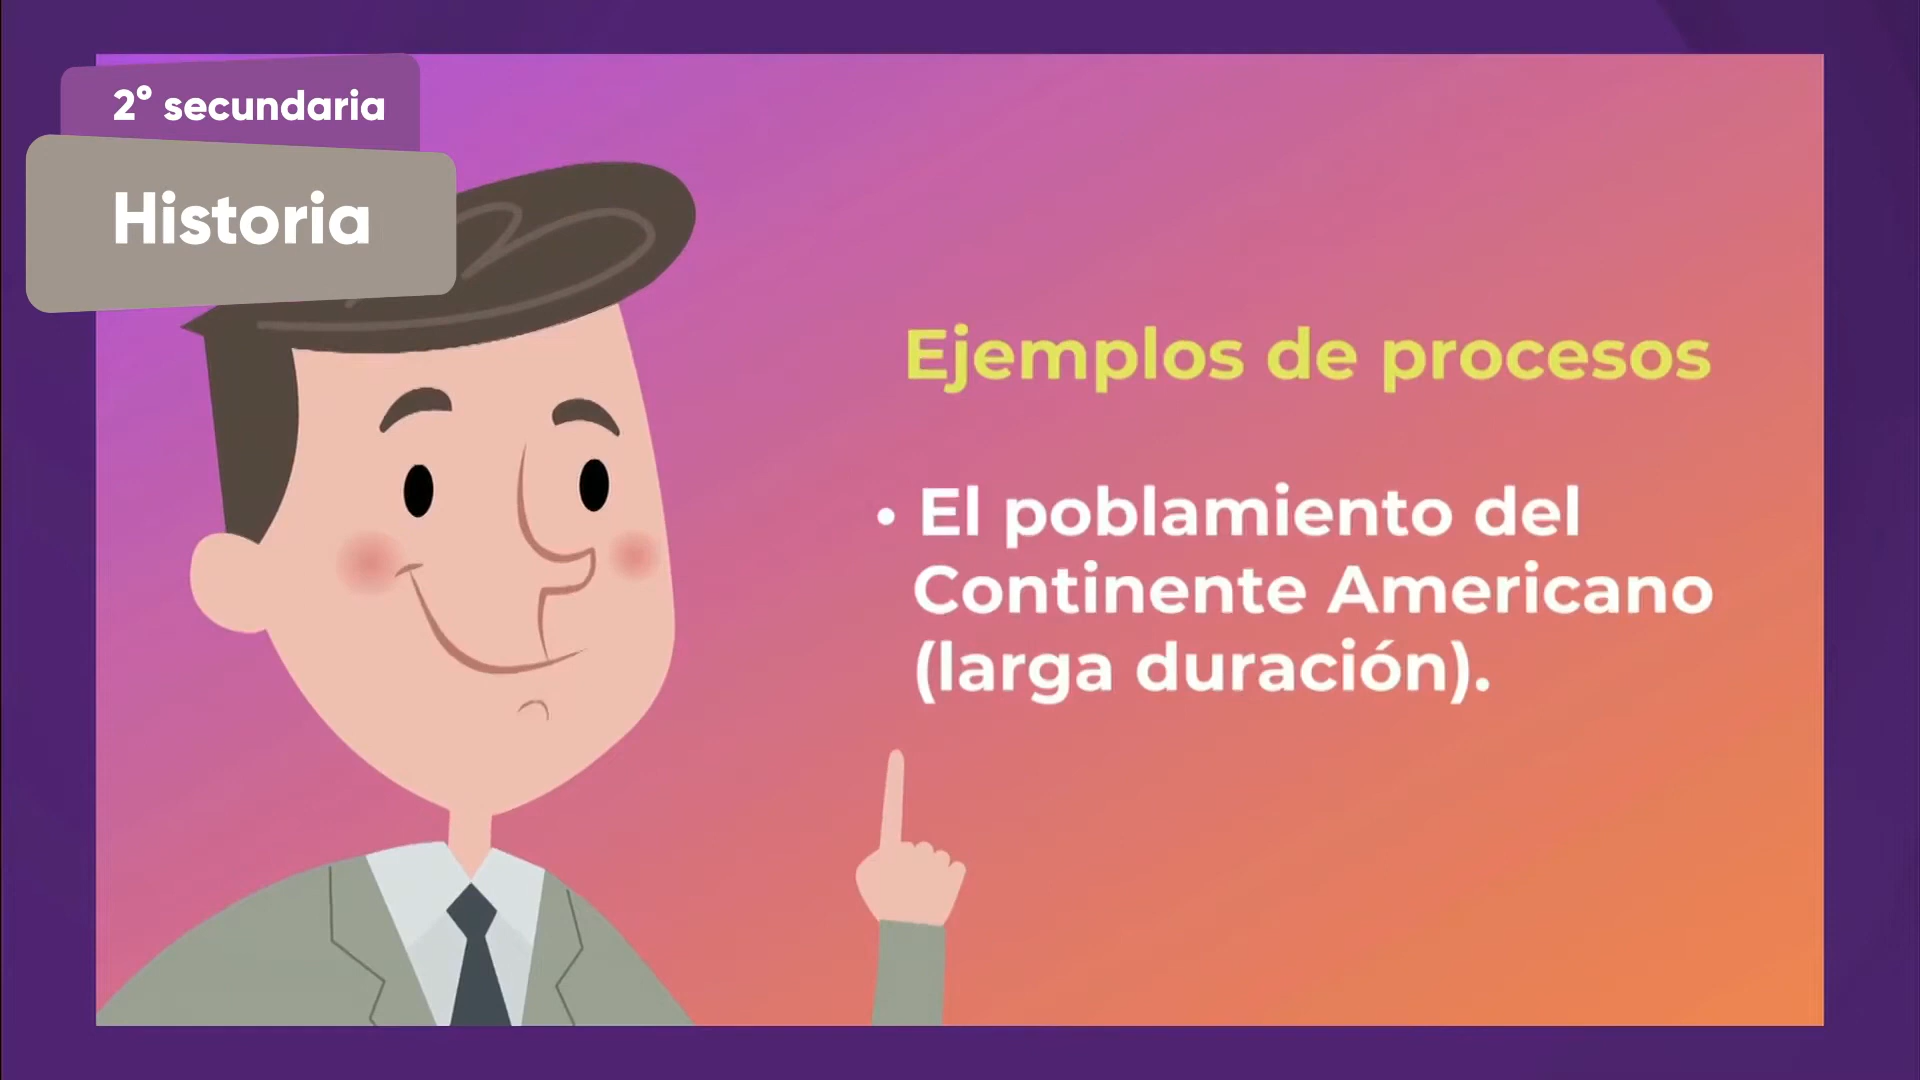 2° secundaria
Historia
Ejemplos de procesos
• El poblamiento del
Continente Americano
(larga duración).